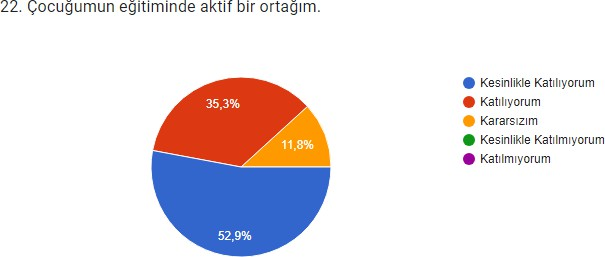 22. Çocuğumun eğitiminde aktif bir ortağım.
Kesinlikle Katılıyorum
Katılıyorum
Kararsızım
Kesinlikle Katılmıyorum
Katılmıyorum
35,3%
11,8%
52,9%